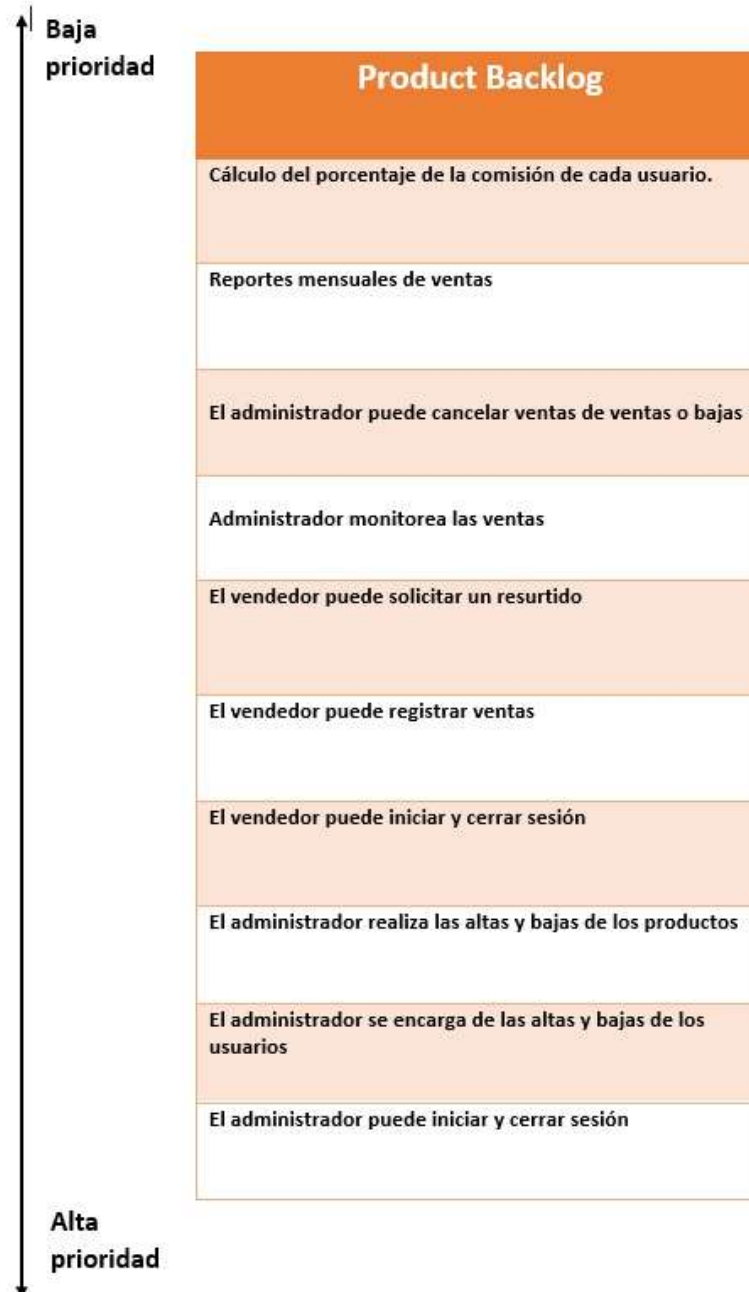 Baja
prioridad
Product Backlog
Cálculo del porcentaje de la comisión de cada usuario.
Reportes mensuales de ventas
El administrador puede cancelar ventas de ventas o bajas
Administrador monitorea las ventas
El vendedor puede solicitar un resurtido
El vendedor puede registrar ventas
El vendedor puede iniciar y cerrar sesión
El administrador realiza las altas y bajas de los productos
El administrador se encarga de las altas y bajas de los
usuarios
El administrador puede iniciar y cerrar sesión
Alta
prioridad